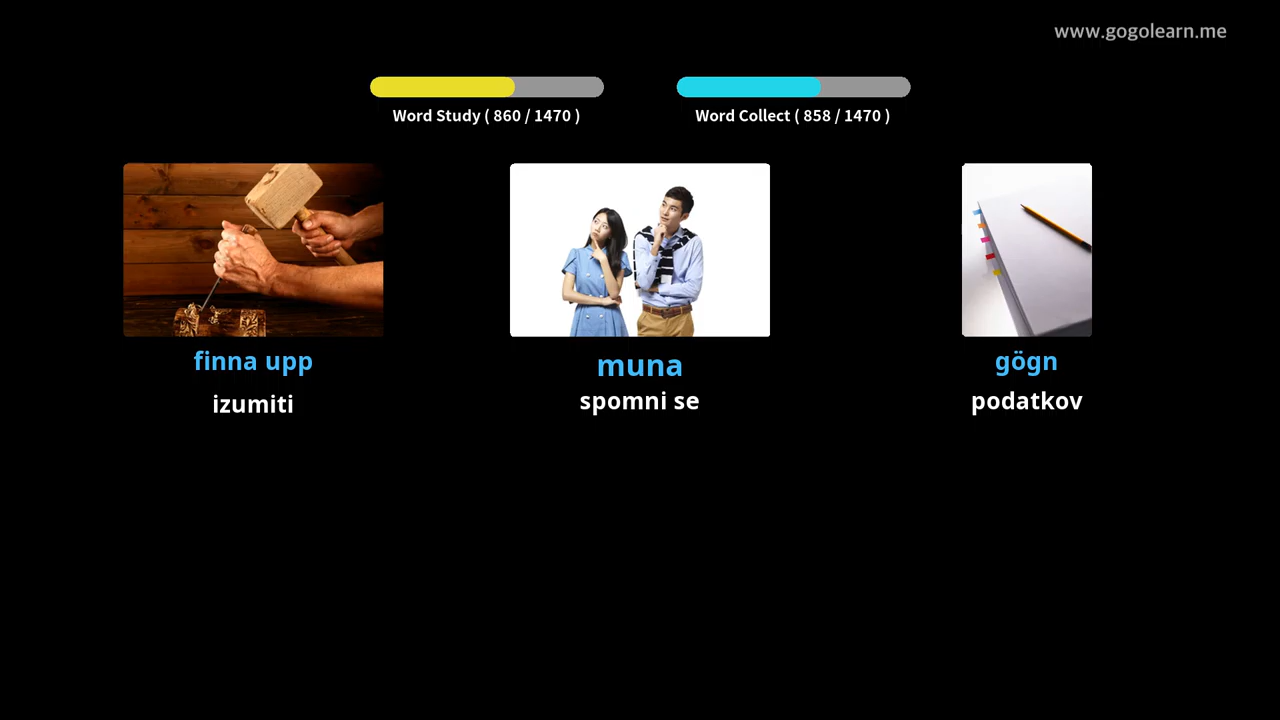 www.gogolearn.me
Word Study ( 860 / 1470 )
Word Collect ( 858 / 1470 )
finna upp
muna
gögn
izumiti
spomni se
podatkov